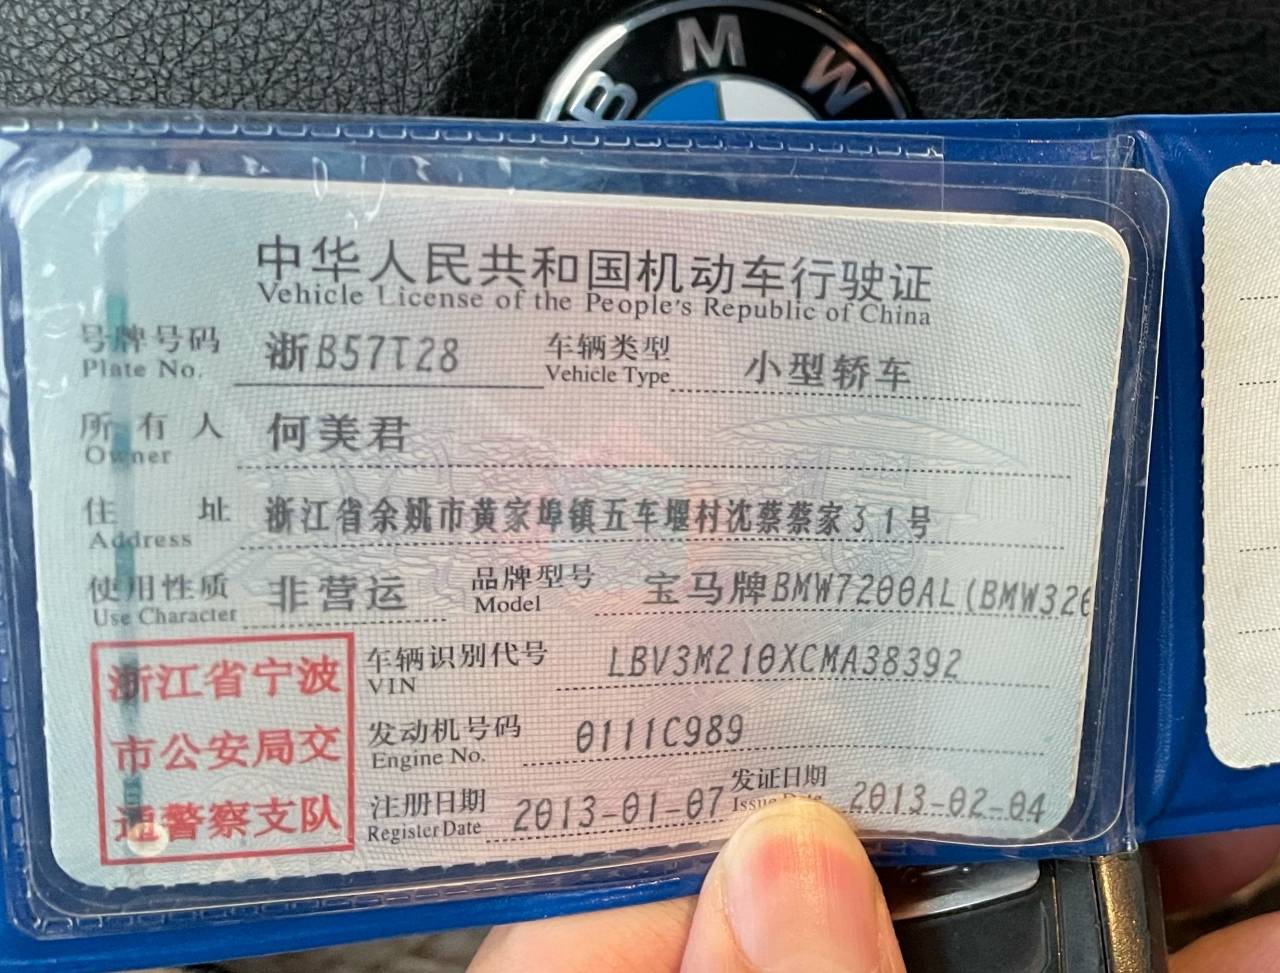 BMW
中华人民共和国机动车行驶证
Vehicle License of the People's Republic of China
号牌号码 浙B57T28 车辆类型 小型轿车
Plate No. Vehicle Type
所有人 何美君
Owner
住址 浙江省余姚市黄家埠镇五车堰村沈蔡蔡家31号
Address
使用性质 非营运 品牌型号 宝马牌BMW7200AL(BMW320
Use Character Model
浙江省宁波
市公安局交
通警察支队
车辆识别代号 LBV3M210XCMA38392
VIN
发动机号码 0111C989
Engine No.
注册日期 2013-01-07 发证日期 2013-02-04
Register Date Issue Date